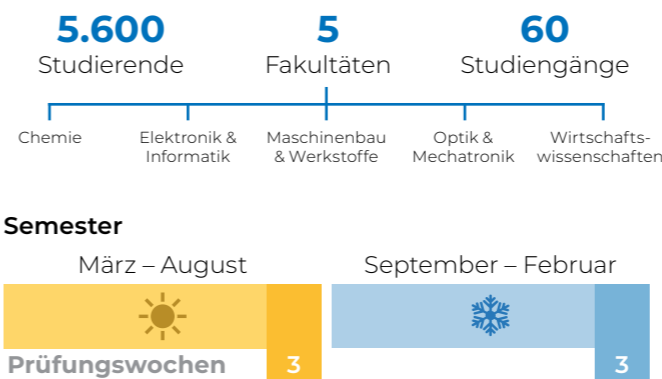 5.600 5 60
Studierende Fakultäten Studiengänge
Chemie Elektronik & Maschinenbau Optik & Wirtschafts-
Informatik & Werkstoffe Mechatronik wissenschaften
Semester
März – August September – Februar
Prüfungswochen 3 3